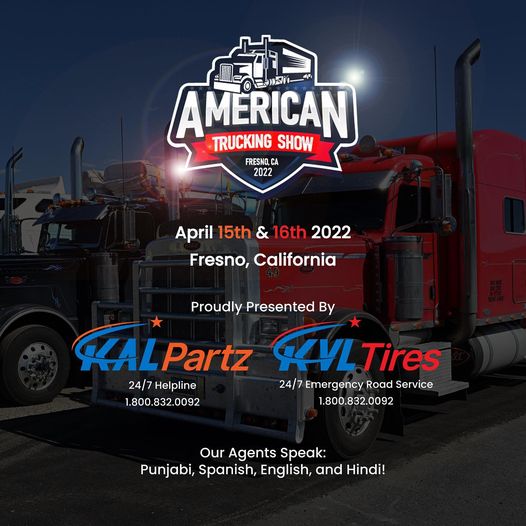 AMERICAN
TRUCKING SHOW
FRESNO, CA
2022
April 15th & 16th 2022
Fresno, California
Proudly Presented By
KALPartz KVLTires
24/7 Helpline 24/7 Emergency Road Service
1.800.832.0092 1.800.832.0092
Our Agents Speak:
Punjabi, Spanish, English, and Hindi!